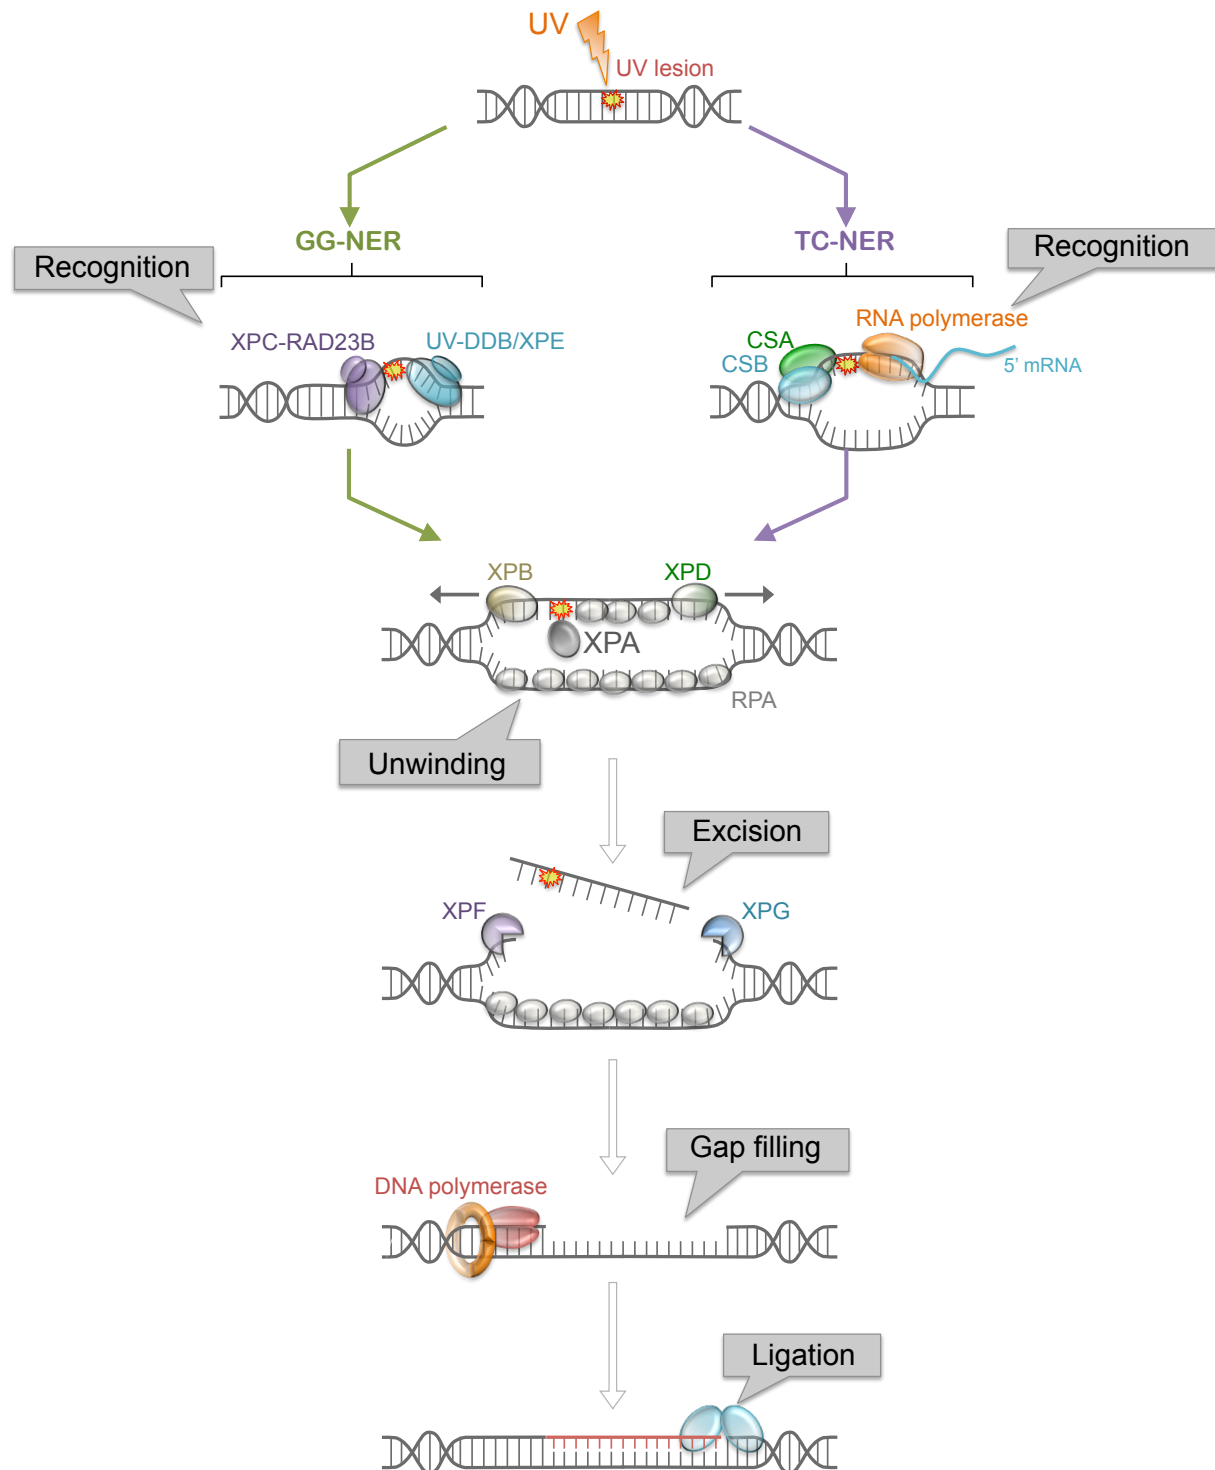 UV
UV lesion
GG-NER
TC-NER
Recognition
Recognition
XPC-RAD23B
UV-DDB/XPE
CSA
RNA polymerase
CSB
5' mRNA
XPB
XPD
XPA
RPA
Unwinding
Excision
XPF
XPG
Gap filling
DNA polymerase
Ligation